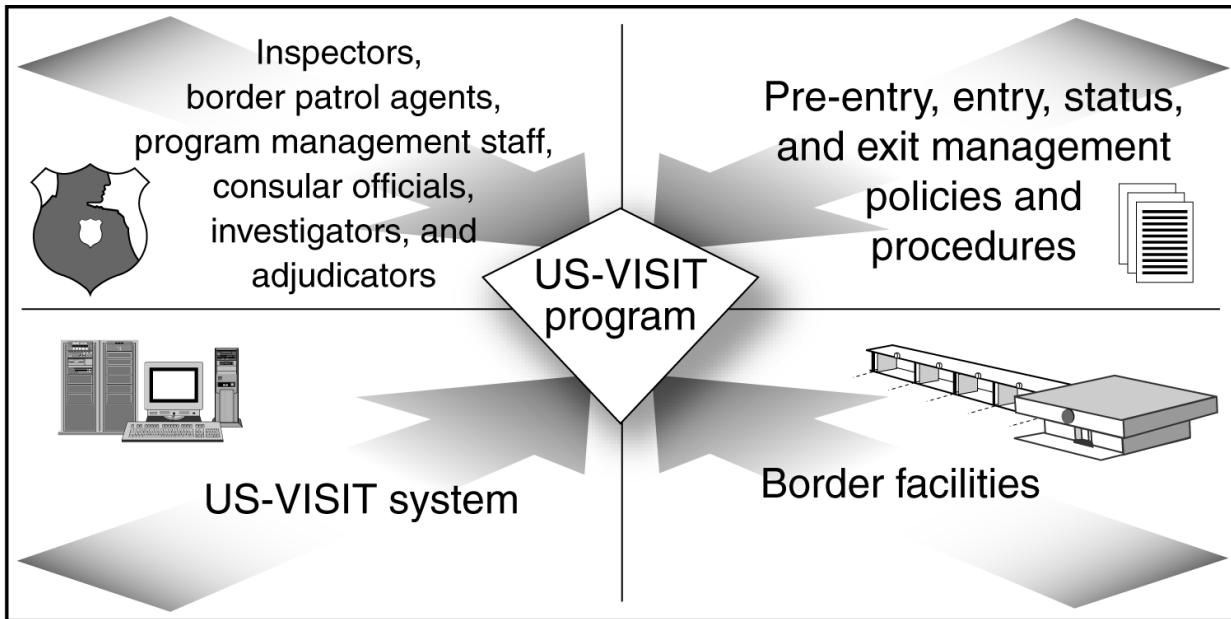 Inspectors,
border patrol agents,
program management staff,
consular officials,
investigators, and
adjudicators
Pre-entry, entry, status,
and exit management
policies and
procedures
US-VISIT
program
US-VISIT system
Border facilities